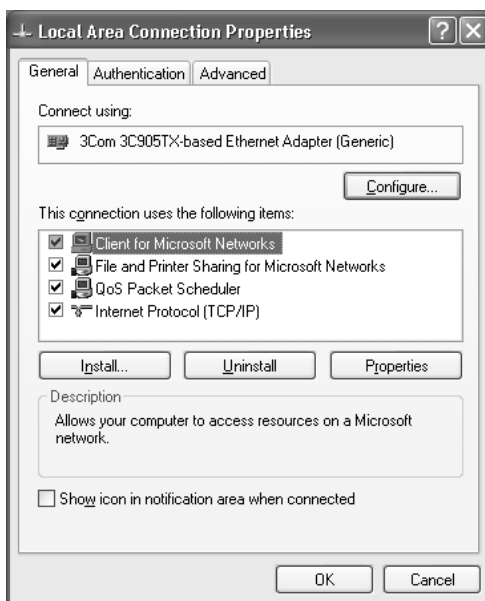 Local Area Connection Properties
General Authentication Advanced
Connect using:
3Com 3C905TX-based Ethernet Adapter (Generic)
Configure...
This connection uses the following items:
Client for Microsoft Networks
File and Printer Sharing for Microsoft Networks
QoS Packet Scheduler
Internet Protocol (TCP/IP)
Install... Uninstall Properties
Description
Allows your computer to access resources on a Microsoft
network.
Show icon in notification area when connected
OK Cancel